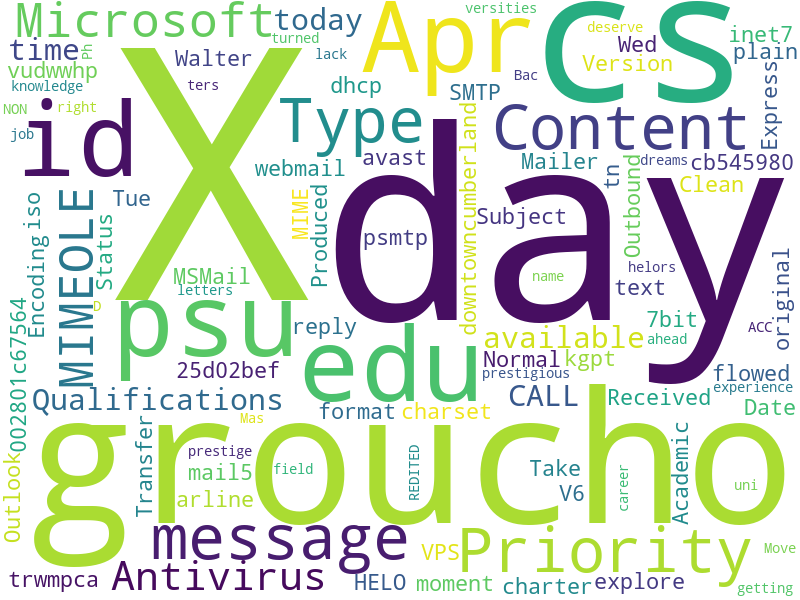 Microsoft
today
Apr
cs
versities
deserve
turned
Ph
time
Walter
lack
Wed
inet7
plain
Version
vudwwhp
knowledge
ters
dhcp
SMTP
Bac
Express
NON
right
job
id
X
Type
Content
day
webmail
avast
Mailer
dreams
cb545980
tn
Clean
Tue
MIME
Produced
psmtp
Subject
downtowncumberland
Outbound
iso
Encoding
Status
MIMEOLE
MSMail
letters
name
helors
text
original
002801c67564
D
psu
reply
edu
available
7bit
ACC
ahead
25d02bef
Normal
kgpt
prestigious
flowed
experience
Qualifications
format
charset
CALL
Received
Date
Mas
groucho
prestige
Outlook
Transfer
mail5
field
REDITED
Take
V6
career
Academic
uni
arline
message
VPS
Priority
Move
trwmpca
Antivirus
HELO
moment
charter
explore
getting